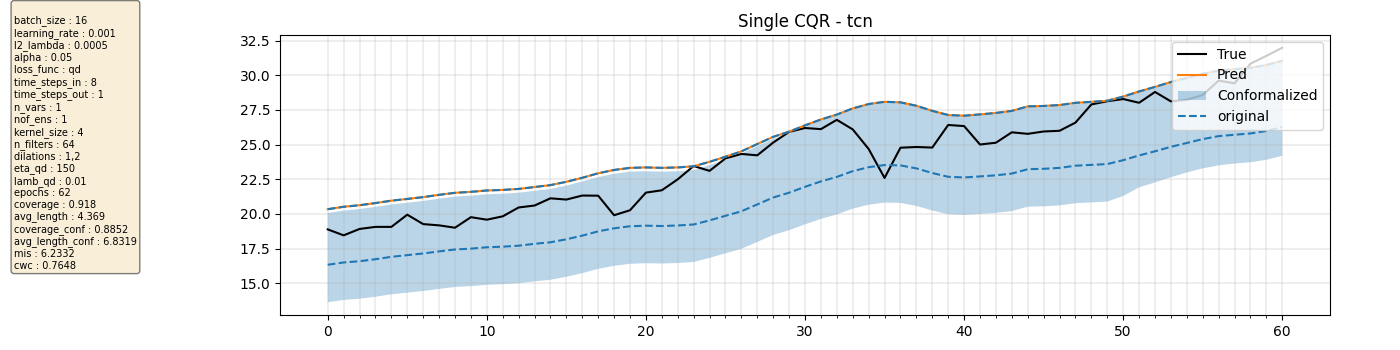 batch_size : 16
learning_rate : 0.001
l2_lambda : 0.0005
alpha : 0.05
loss_func : qd
time_steps_in : 8
time_steps_out : 1
n_vars : 1
nof_ens : 1
kernel_size : 4
n_filters : 64
dilations : 1,2
eta_qd : 150
lamb_qd : 0.01
epochs : 62
coverage : 0.918
avg_length : 4.369
coverage_conf : 0.8852
avg_length_conf : 6.8319
mis : 6.2332
cwc : 0.7648
Single CQR - tcn
32.5
30.0
27.5
25.0
22.5
20.0
17.5
15.0
True
Pred
Conformalized
original
0 10 20 30 40 50 60